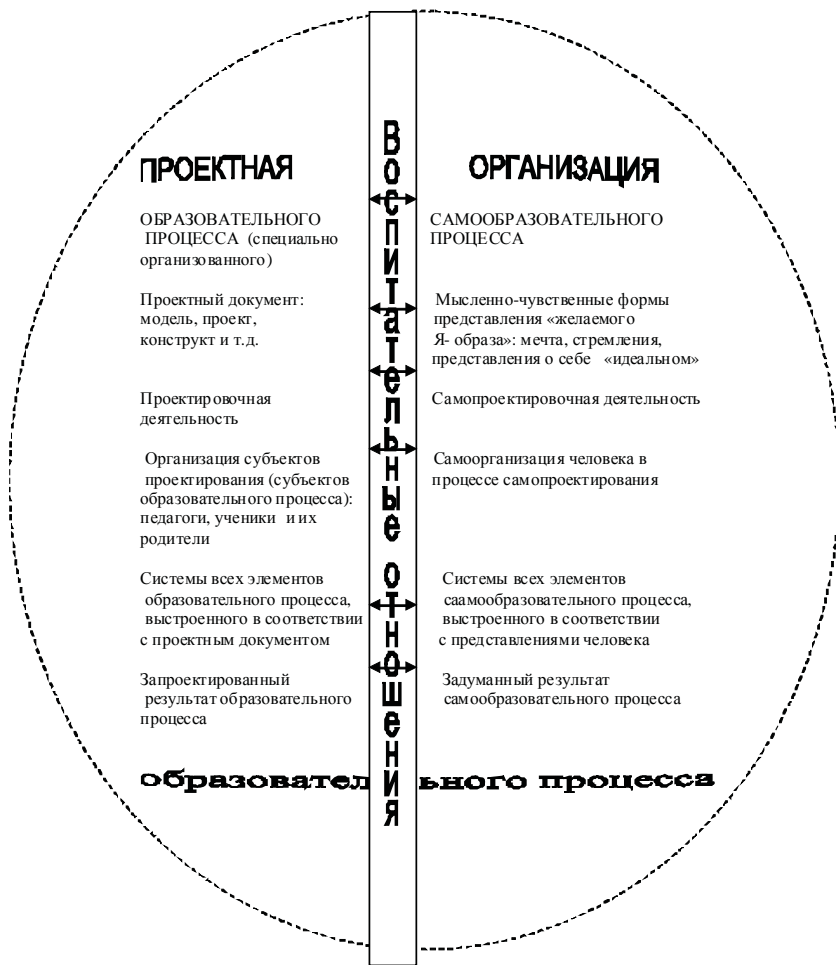 ПРОЕКТНАЯ
ОРГАНИЗАЦИЯ
Воспитательные отношения
ОБРАЗОВАТЕЛЬНОГО
ПРОЦЕССА (специально
организованного)
САМООБРАЗОВАТЕЛЬНОГО
ПРОЦЕССА
Проектный документ:
модель, проект,
конструкт и т.д.
Мысленно-чувственные формы
представления «желаемого
Я- образа»: мечта, стремления,
представления о себе «идеальном»
Проектировочная
деятельность
Самопроектировочная деятельность
Организация субъектов
проектирования (субъектов
образовательного процесса):
педагоги, ученики и их
родители
Самоорганизация человека в
процессе самопроектирования
Системы всех элементов
образовательного процесса,
выстроенного в соответствии
с проектным документом
Системы всех элементов
саамообразовательного процесса,
выстроенного в соответствии
с представлениями человека
Запроектированный
результат образовательного
процесса
Задуманный результат
самообразовательного процесса
образовательного процесса